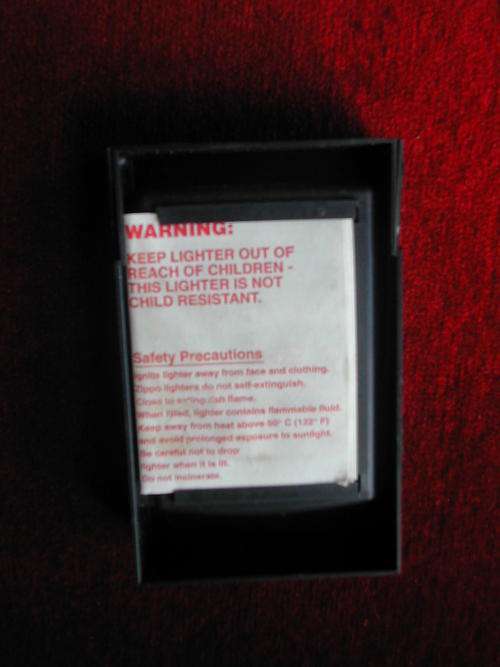 WARNING:
KEEP LIGHTER OUT OF
REACH OF CHILDREN -
THIS LIGHTER IS NOT
CHILD RESISTANT.
Safety Precautions
Ignite lighter away from face and clothing.
Zippo lighters do not self-extinguish.
Close to extinguish flame.
When filled, lighter contains flammable fluid.
Keep away from heat above 50° C (122° F)
and avoid prolonged exposure to sunlight.
Be careful not to drop
lighter when it is lit.
Do not incinerate.